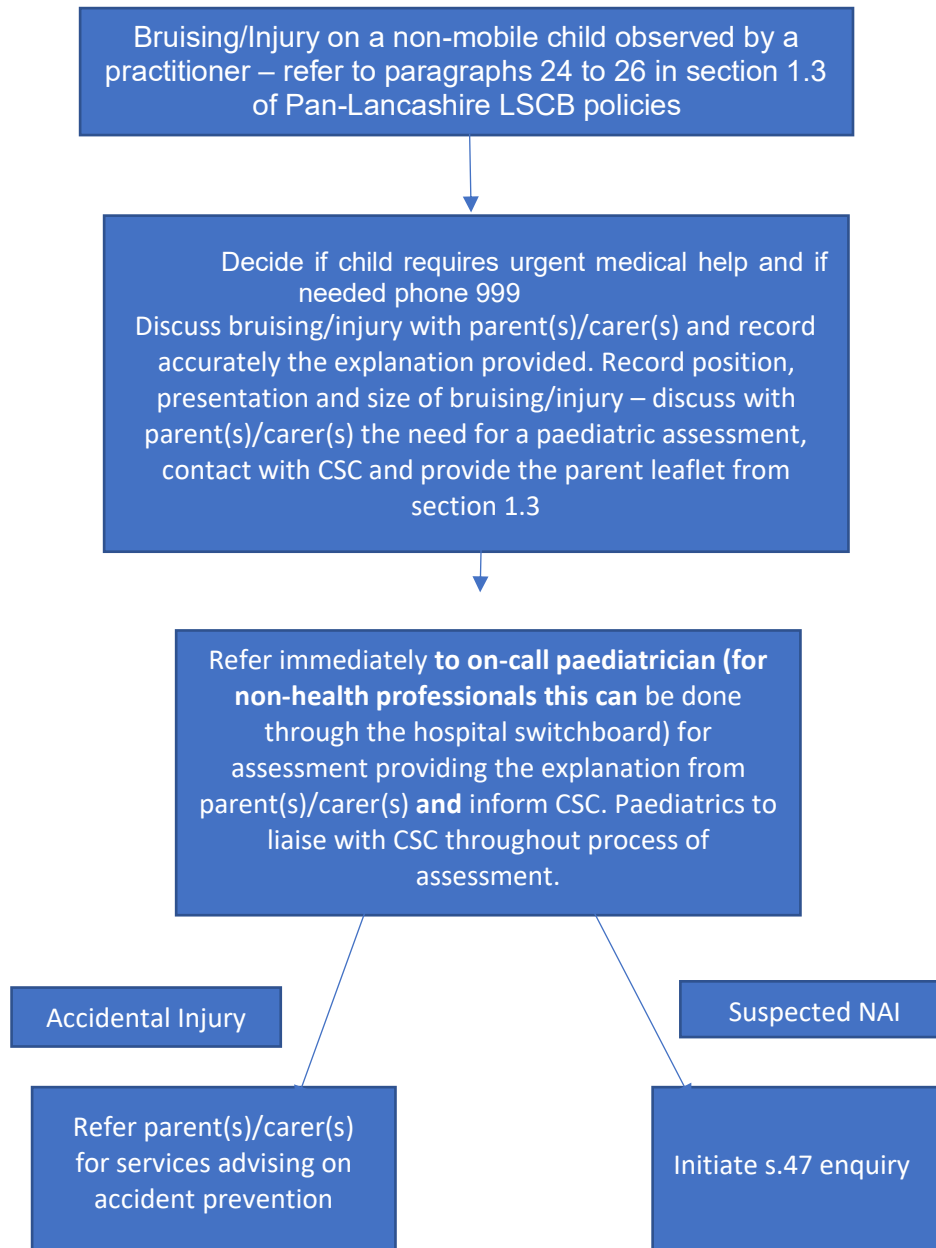 Bruising/Injury on a non-mobile child observed by a
practitioner – refer to paragraphs 24 to 26 in section 1.3
of Pan-Lancashire LSCB policies
Decide if child requires urgent medical help and if
needed phone 999
Discuss bruising/injury with parent(s)/carer(s) and record
accurately the explanation provided. Record position,
presentation and size of bruising/injury – discuss with
parent(s)/carer(s) the need for a paediatric assessment,
contact with CSC and provide the parent leaflet from
section 1.3
Refer immediately to on-call paediatrician (for
non-health professionals this can be done
through the hospital switchboard) for
assessment providing the explanation from
parent(s)/carer(s) and inform CSC. Paediatrics to
liaise with CSC throughout process of
assessment.
Accidental Injury
Suspected NAI
Refer parent(s)/carer(s)
for services advising on
accident prevention
Initiate s.47 enquiry